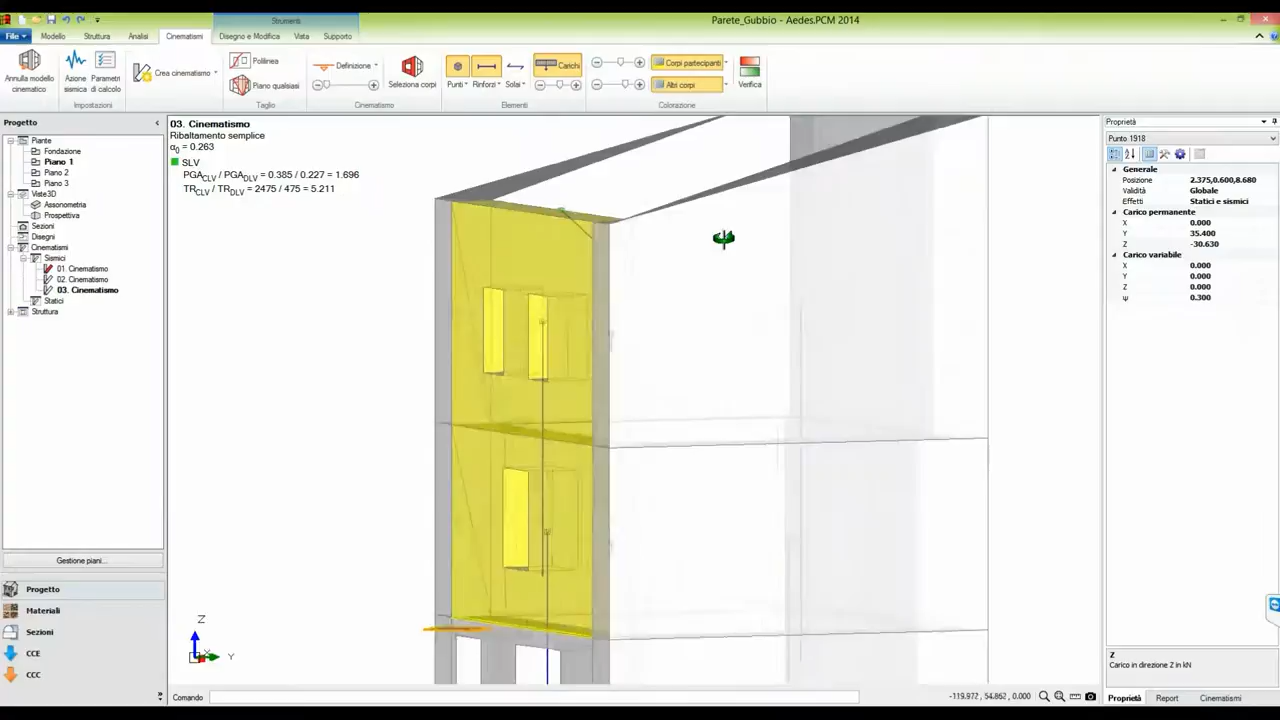 Strumenti
Parete_Gubbio - Aedes.PCM 2014
File
Modello
Struttura
Analisi
Cinematismi
Disegno e Modifica
Vista
Supporto
Annulla modello cinematico
Azione sismica
Parametri di calcolo
Impostazioni
Crea cinematismo
Polilinea
Piano qualsiasi
Taglio
Definizione
Seleziona corpi
Cinematismo
Punti
Rinforzi
Solai
Carichi
Elementi
Corpi partecipanti
Altri corpi
Colorazione
Verifica
Progetto
Piante
Fondazione
Piano 1
Piano 2
Piano 3
Viste3D
Assonometria
Prospettiva
Sezioni
Disegni
Cinematismi
Sismici
01. Cinematismo
02. Cinematismo
03. Cinematismo
Statici
Struttura
Gestione piani...
Progetto
Materiali
Sezioni
CCE
CCC
03. Cinematismo
Ribaltamento semplice
α0 = 0.263
SLV
PGACLV / PGADLV = 0.385 / 0.227 = 1.696
TRCLV / TRDLV = 2475 / 475 = 5.211
Z
X
Y
Comando
-119.972, 54.862, 0.000
Proprietà
Punto 1918
Generale
Posizione 2.375,0.600,8.680
Validità Globale
Effetti Statici e sismici
Carico permanente
X 0.000
Y 35.400
Z -30.630
Carico variabile
X 0.000
Y 0.000
Z 0.000
ψ 0.300
Z
Carico in direzione Z in kN
Proprietà
Report
Cinematismi